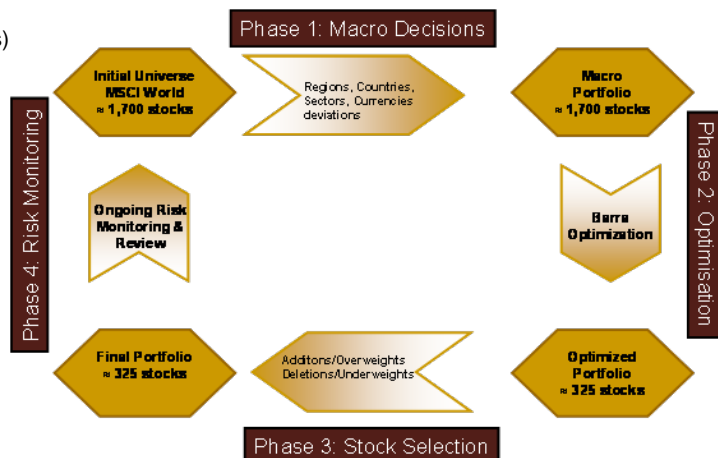 s)
Phase 1: Macro Decisions
Initial Universe
MSCI World
≈ 1,700 stocks
Regions, Countries,
Sectors, Currencies
deviations
Macro
Portfolio
≈ 1,700 stocks
Phase 4: Risk Monitoring
Phase 2: Optimisation
Ongoing Risk
Monitoring &
Review
Barra
Optimization
Final Portfolio
≈ 325 stocks
Additons/Overweights
Deletions/Underweights
Optimized
Portfolio
≈ 325 stocks
Phase 3: Stock Selection